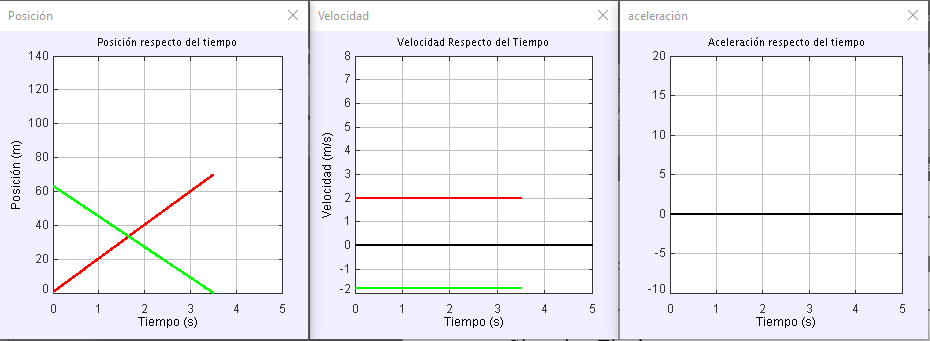 Posición
Posición respecto del tiempo
Posición (m)
140
120
100
80
60
40
20
0
0 1 2 3 4 5
Tiempo (s)
Velocidad
Velocidad Respecto del Tiempo
Velocidad (m/s)
8
7
6
5
4
3
2
1
0
-1
-2
0 1 2 3 4 5
Tiempo (s)
aceleración
Aceleración respecto del tiempo
20
15
10
5
0
-5
-10
0 1 2 3 4 5
Tiempo (s)